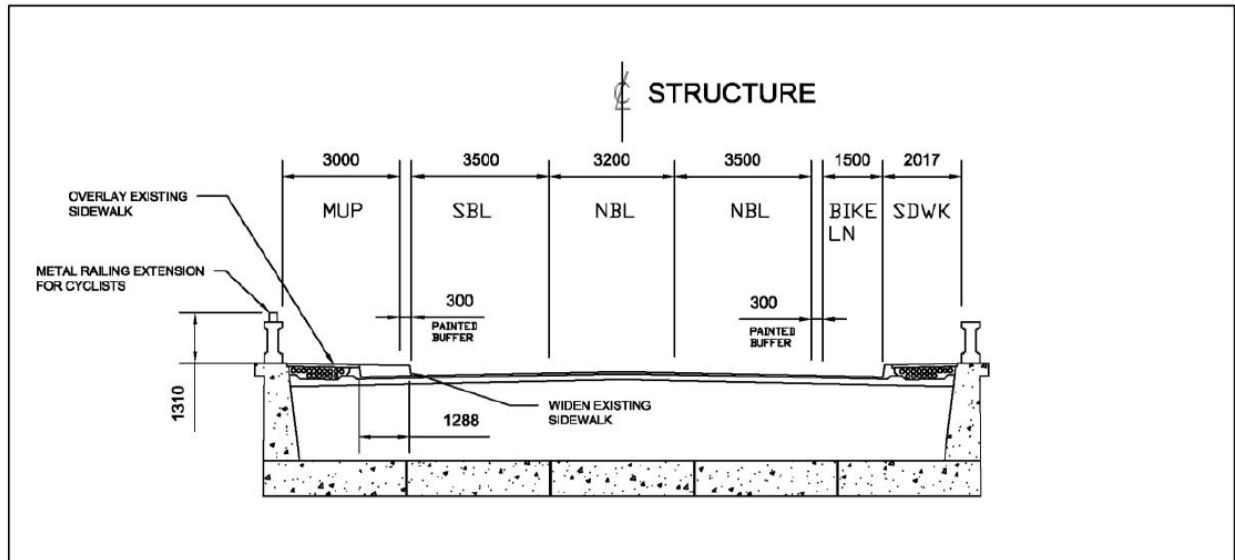 ℄ STRUCTURE
3000 3500 3200 3500 1500 2017
MUP SBL NBL NBL BIKE LN SDWK
OVERLAY EXISTING
SIDEWALK
METAL RAILING EXTENSION
FOR CYCLISTS
300
PAINTED
BUFFER
300
PAINTED
BUFFER
1310
WIDEN EXISTING
SIDEWALK
1288